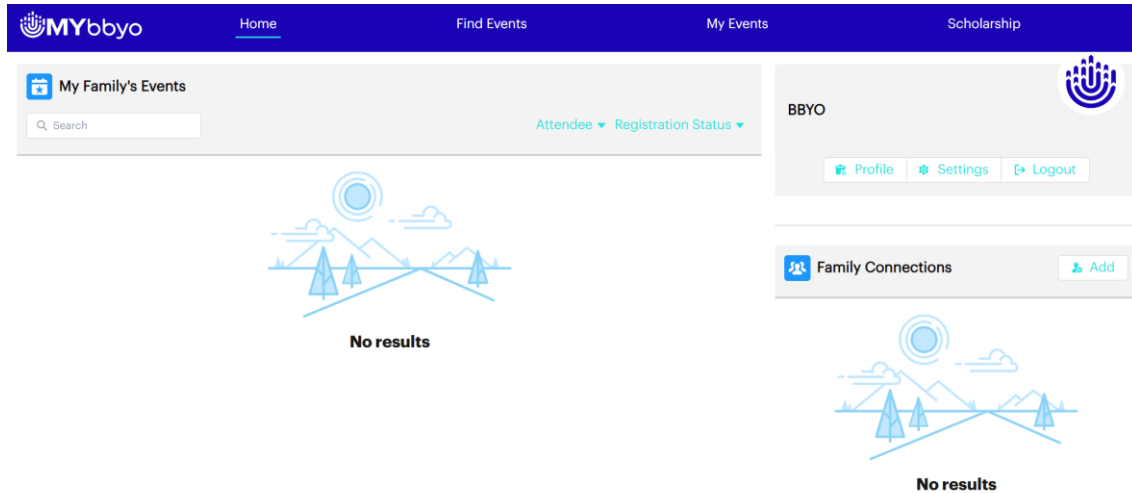 MYbbyo
Home
Find Events
My Events
Scholarship
My Family's Events
Search
Attendee
Registration Status
No results
BBYO
Profile
Settings
Logout
Family Connections
Add
No results